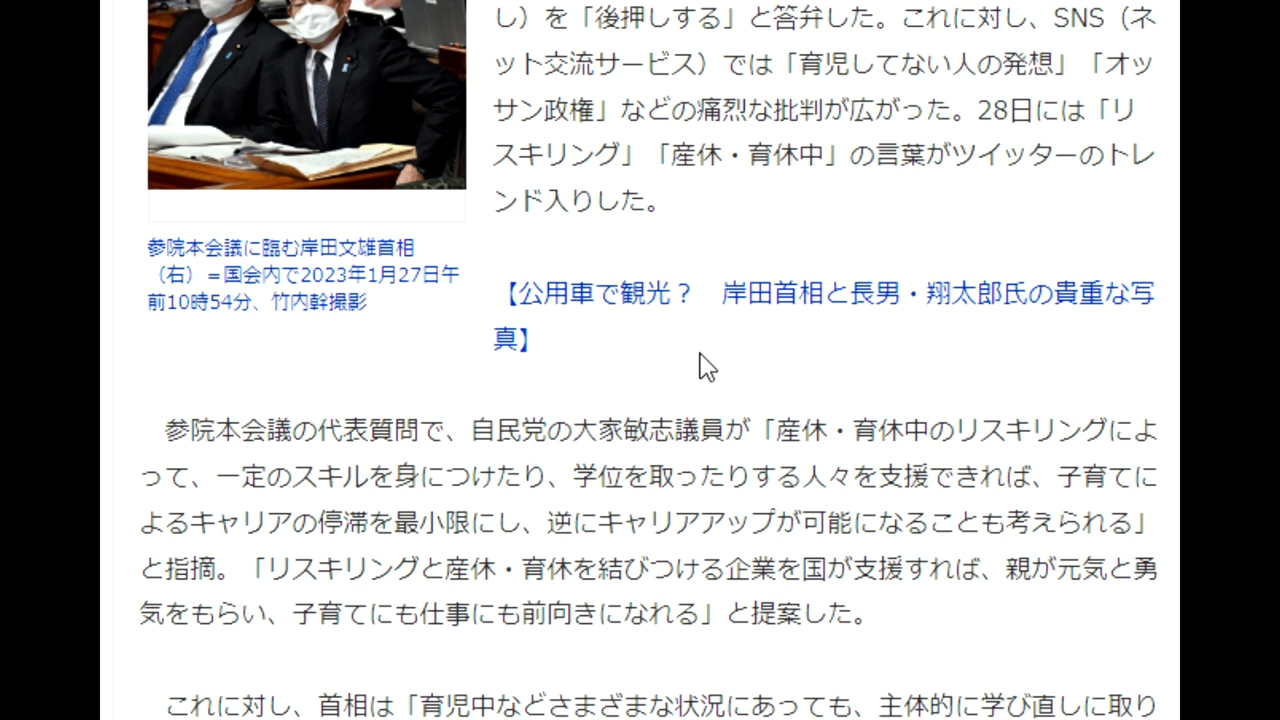 し）を「後押しする」と答弁した。これに対し、SNS（ネ
ット交流サービス）では「育児してない人の発想」「オッ
サン政権」などの痛烈な批判が広がった。28日には「リ
スキリング」「産休・育休中」の言葉がツイッターのトレ
ンド入りした。
参院本会議に臨む岸田文雄首相
（右）＝国会内で2023年1月27日午
前10時54分、竹内幹撮影
【公用車で観光？　岸田首相と長男・翔太郎氏の貴重な写
真】
　参院本会議の代表質問で、自民党の大家敏志議員が「産休・育休中のリスキリングによ
って、一定のスキルを身につけたり、学位を取ったりする人々を支援できれば、子育てに
よるキャリアの停滞を最小限にし、逆にキャリアアップが可能になることも考えられる」
と指摘。「リスキリングと産休・育休を結びつける企業を国が支援すれば、親が元気と勇
気をもらい、子育てにも仕事にも前向きになれる」と提案した。
　これに対し、首相は「育児中などさまざまな状況にあっても、主体的に学び直しに取り